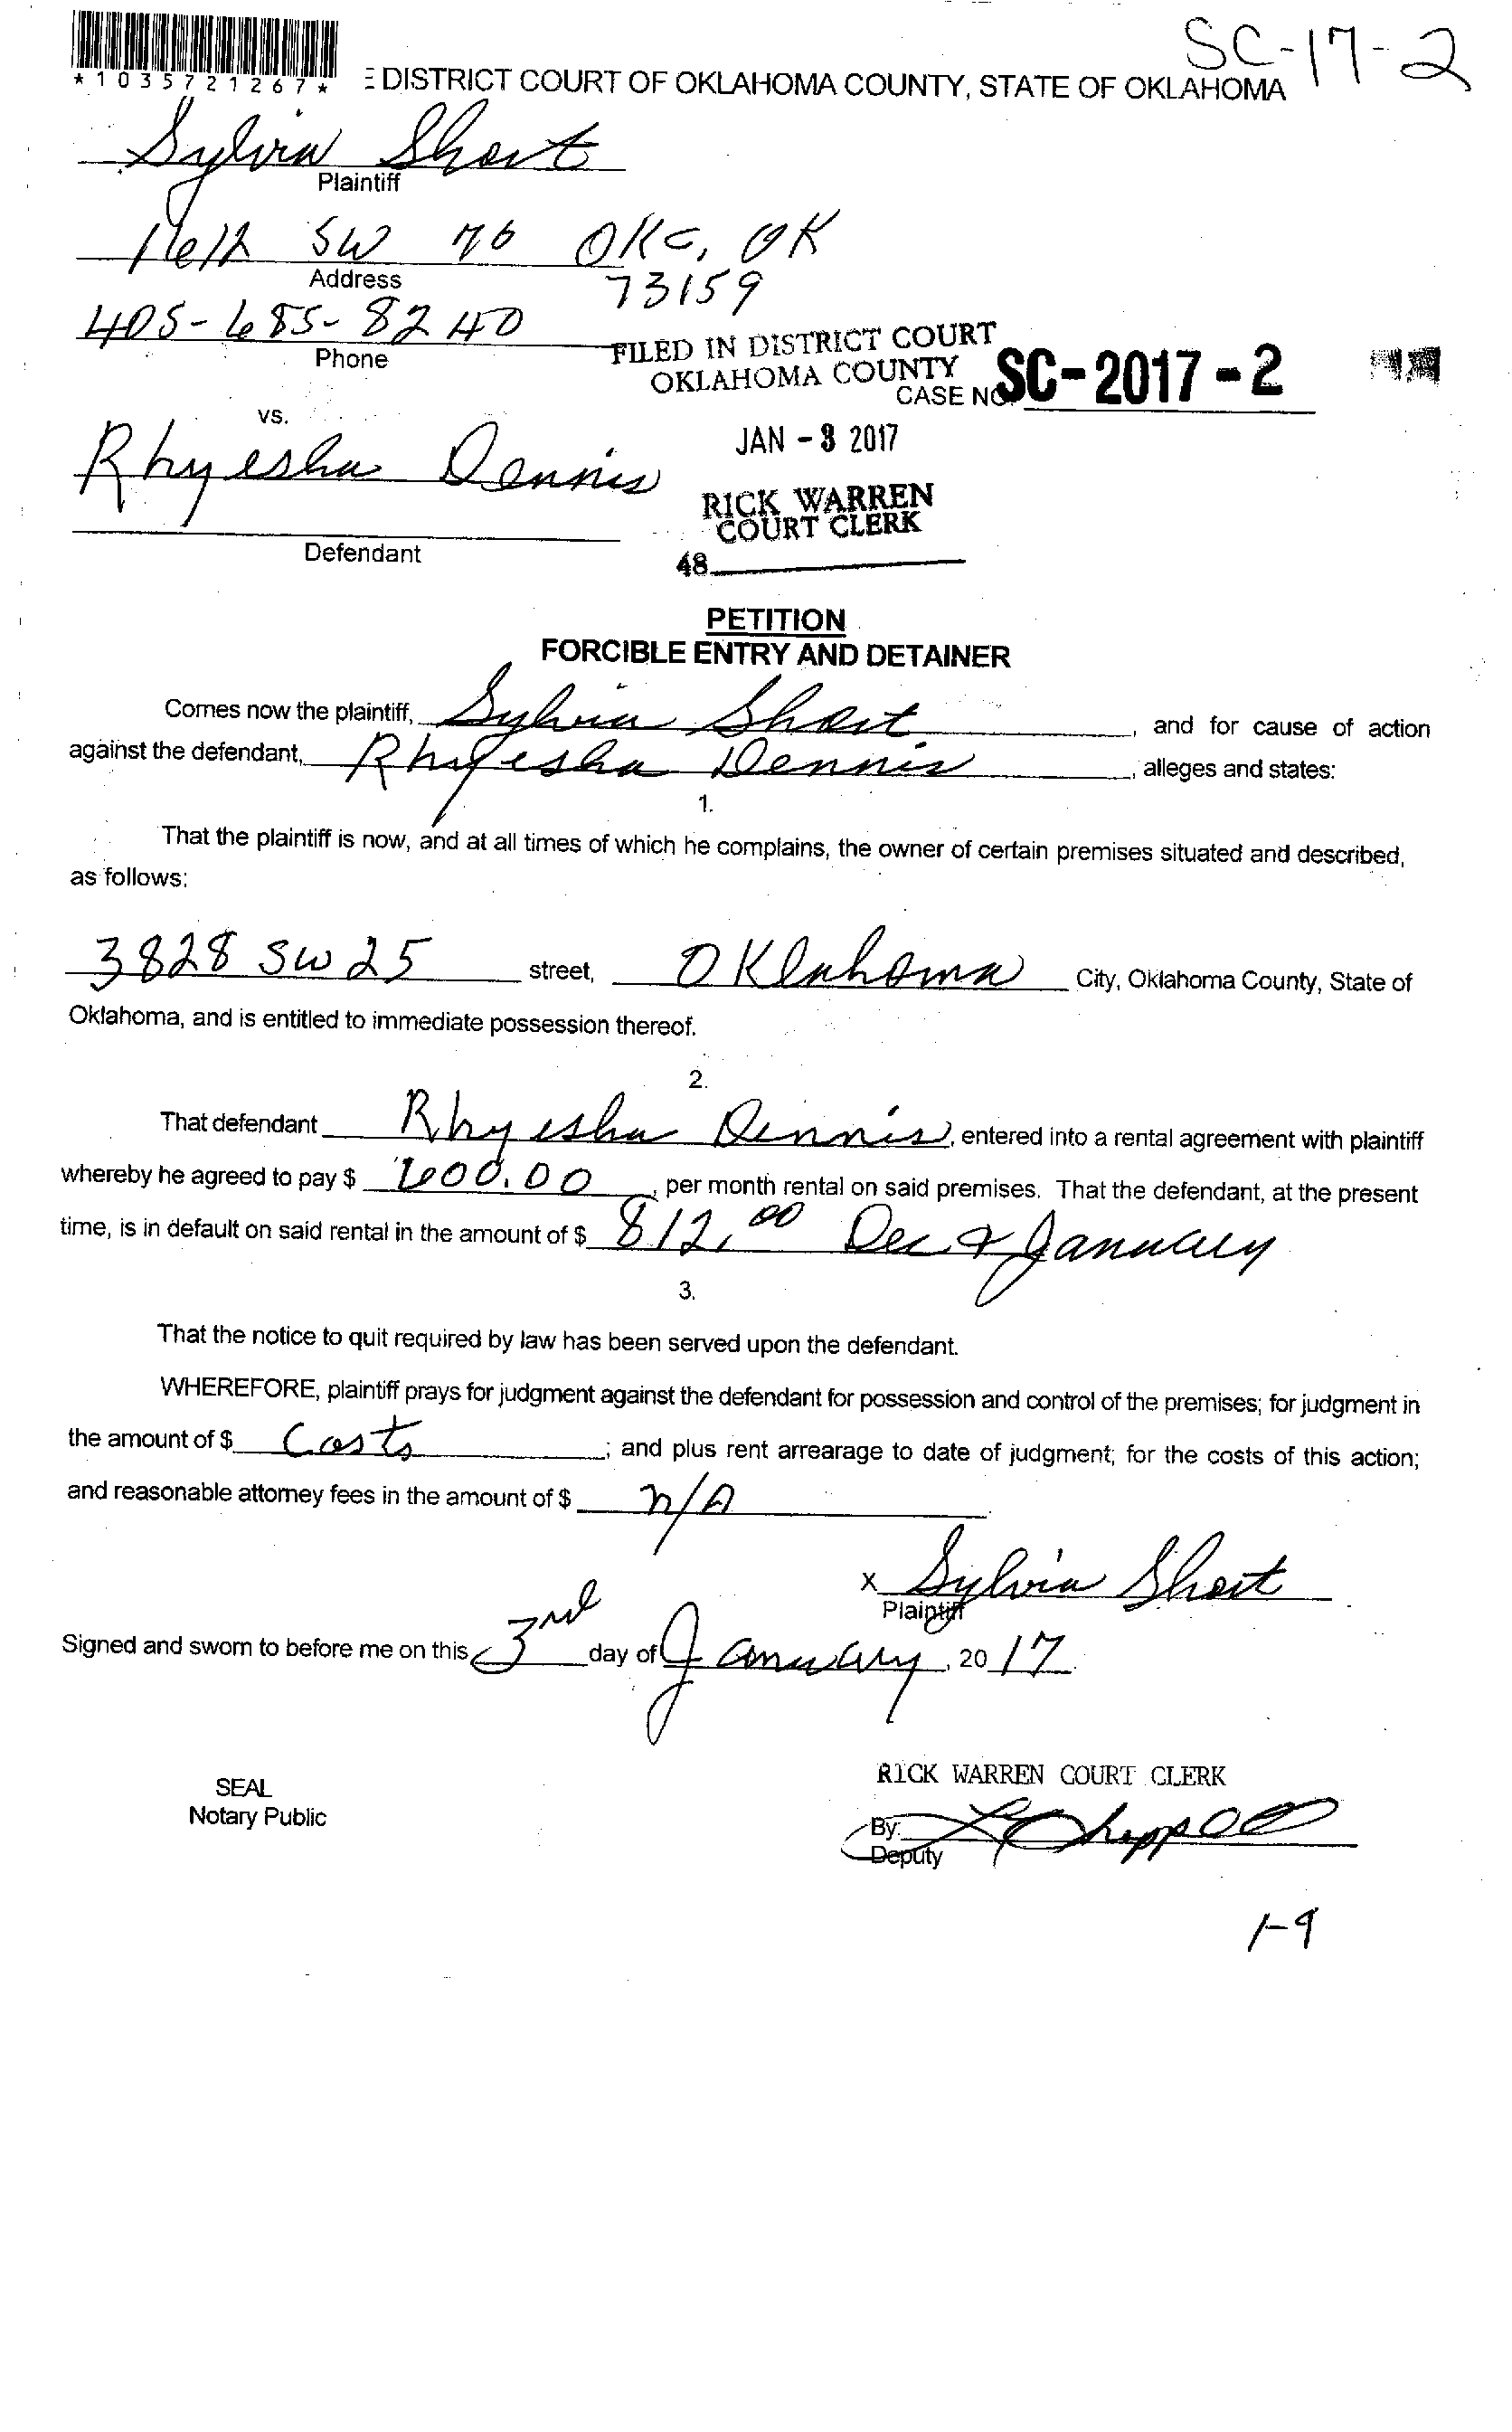 SC-17-2
*1035721267*
E DISTRICT COURT OF OKLAHOMA COUNTY, STATE OF OKLAHOMA
Sylvia Short
Plaintiff
SW 76 OKC, OK
Address
73159
405-685-8240
Phone
FILED IN DISTRICT COURT
OKLAHOMA COUNTY
CASE NO. SC-2017-2
vs.
JAN -3 2017
Rhyesha Dennis
RICK WARREN
COURT CLERK
Defendant
48
PETITION
FORCIBLE ENTRY AND DETAINER
Comes now the plaintiff, Sylvia Short, and for cause of action
against the defendant, Rhyesha Dennis, alleges and states:
1.
That the plaintiff is now, and at all times of which he complains, the owner of certain premises situated and described,
as follows:
3828 SW 25 street, Oklahoma City, Oklahoma County, State of
Oklahoma, and is entitled to immediate possession thereof.
2.
That defendant Rhyesha Dennis, entered into a rental agreement with plaintiff
whereby he agreed to pay $ 600.00, per month rental on said premises. That the defendant, at the present
time, is in default on said rental in the amount of $ 812.00 Dec & January
3.
That the notice to quit required by law has been served upon the defendant.
WHEREFORE, plaintiff prays for judgment against the defendant for possession and control of the premises; for judgment in
the amount of $ Costs; and plus rent arrearage to date of judgment; for the costs of this action;
and reasonable attorney fees in the amount of $ n/A
x Sylvia Short
Plaintiff
Signed and sworn to before me on this 3rd day of January, 2017.
RICK WARREN COURT CLERK
SEAL
Notary Public
By:
Deputy
1-9